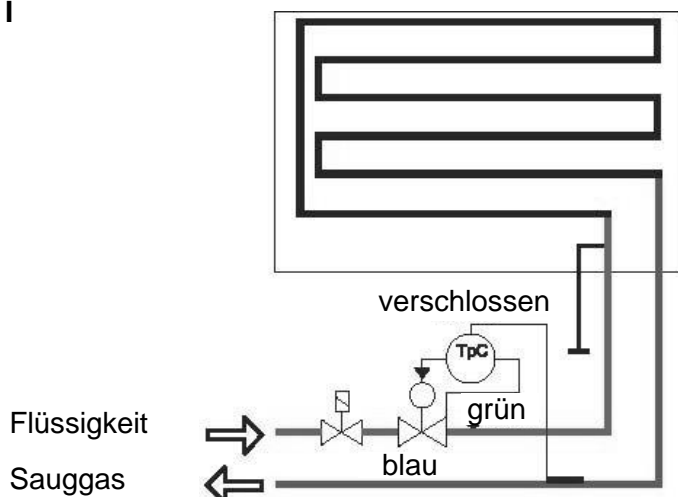 I
verschlossen
TpC
grün
Flüssigkeit
blau
Sauggas